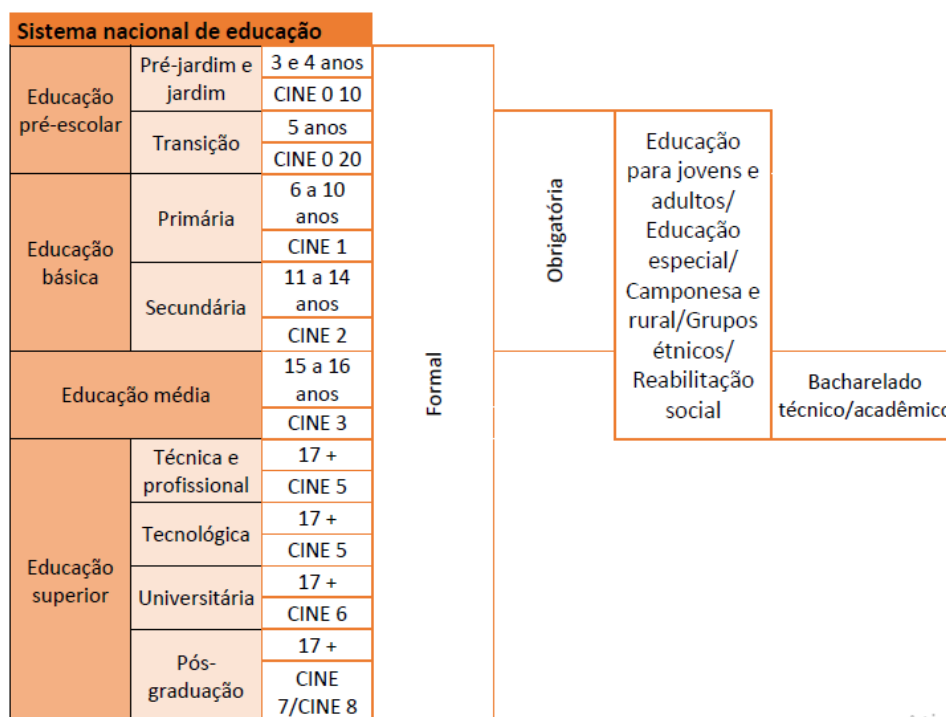 Sistema nacional de educação
Educação
pré-escolar
Pré-jardim e
jardim
3 e 4 anos
CINE 0 10
Transição
5 anos
CINE 0 20
Educação
básica
Primária
6 a 10
anos
CINE 1
Secundária
11 a 14
anos
CINE 2
Educação média
15 a 16
anos
CINE 3
Educação
superior
Técnica e
profissional
17 +
CINE 5
Tecnológica
17 +
CINE 5
Universitária
17 +
CINE 6
Pós-
graduação
17 +
CINE
7/CINE 8
Formal
Obrigatória
Educação
para jovens e
adultos/
Educação
especial/
Camponesa e
rural/Grupos
étnicos/
Reabilitação
social
Bacharelado
técnico/acadêmico